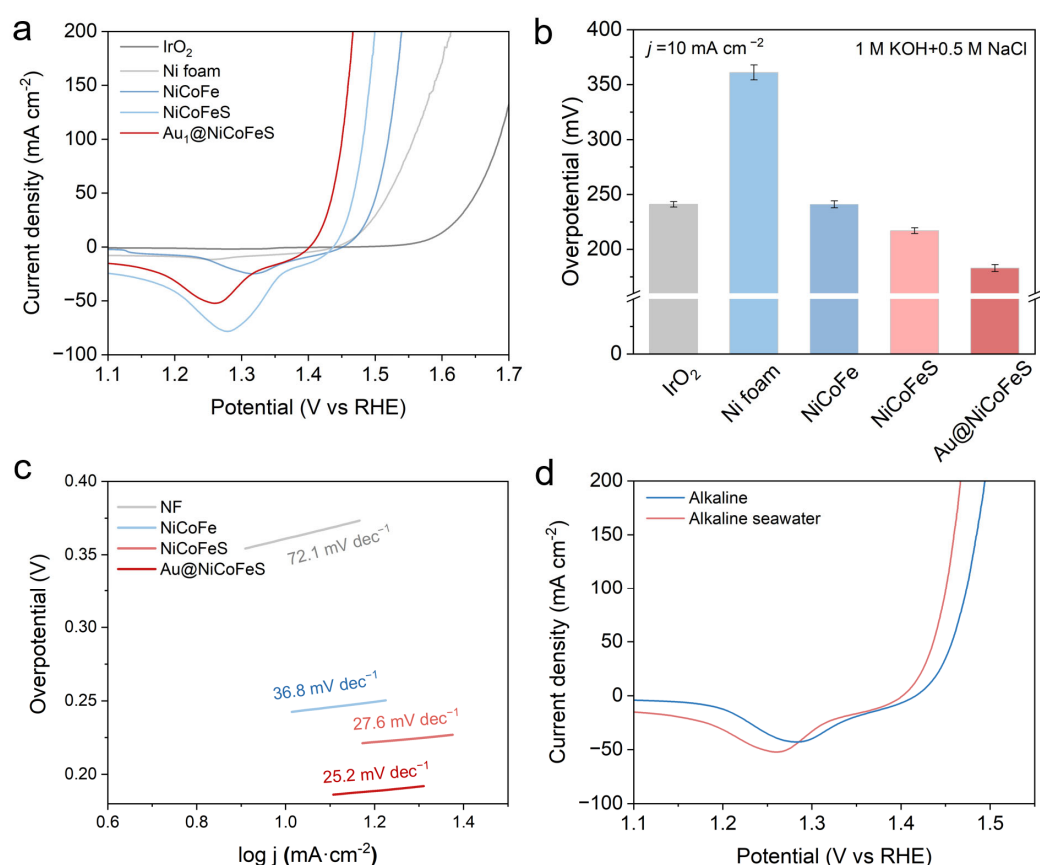 a
200
150
100
50
0
−50
−100
1.1 1.2 1.3 1.4 1.5 1.6 1.7
Current density (mA cm⁻²)
Potential (V vs RHE)
IrO₂
Ni foam
NiCoFe
NiCoFeS
Au₁@NiCoFeS
b
400
350
300
250
200
0
Overpotential (mV)
j=10 mA cm⁻²
1 M KOH+0.5 M NaCl
IrO₂
Ni foam
NiCoFe
NiCoFeS
Au@NiCoFeS
c
0.40
0.35
0.30
0.25
0.20
0.6 0.8 1.0 1.2 1.4
Overpotential (V)
log j (mA·cm⁻²)
NF
NiCoFe
NiCoFeS
Au@NiCoFeS
72.1 mV dec⁻¹
36.8 mV dec⁻¹
27.6 mV dec⁻¹
25.2 mV dec⁻¹
d
200
150
100
50
0
−50
−100
1.1 1.2 1.3 1.4 1.5
Current density (mA cm⁻²)
Potential (V vs RHE)
Alkaline
Alkaline seawater